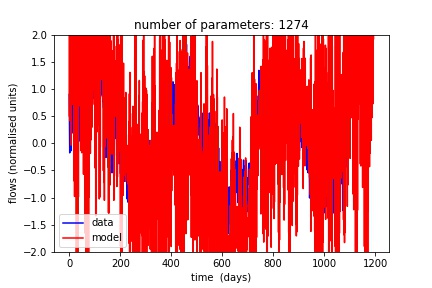 number of parameters: 1274
2.0
1.5
1.0
0.5
0.0
−0.5
−1.0
−1.5
−2.0
flows (normalised units)
data
model
0 200 400 600 800 1000 1200
time (days)